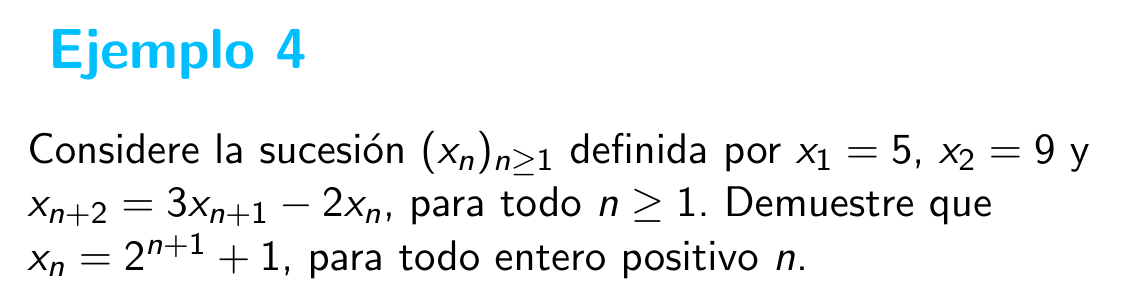 Ejemplo 4
Considere la sucesión $(x_n)_{n \geq 1}$ definida por $x_1 = 5$, $x_2 = 9$ y
$x_{n+2} = 3x_{n+1} - 2x_n$, para todo $n \geq 1$. Demuestre que
$x_n = 2^{n+1} + 1$, para todo entero positivo $n$.